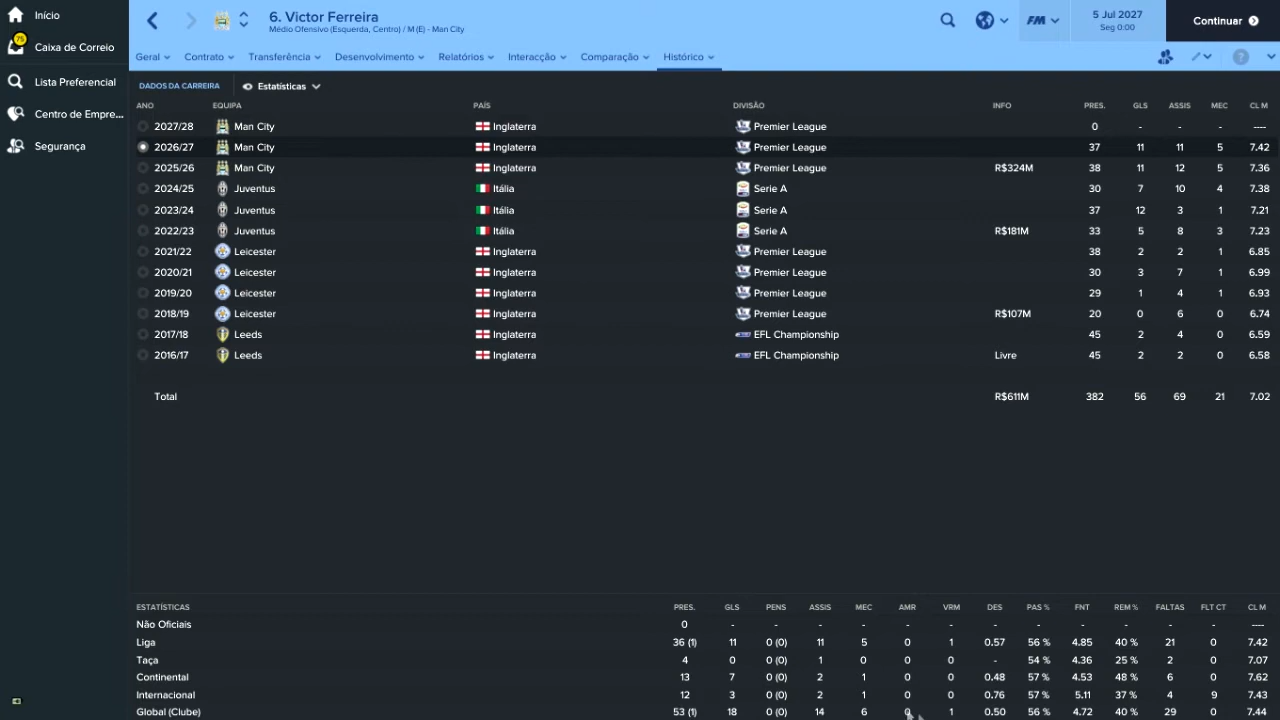 Início
75
Caixa de Correio
Lista Preferencial
Centro de Empre...
Segurança
6. Victor Ferreira
Médio Ofensivo (Esquerda, Centro) / M (E) - Man City
FM
5 Jul 2027
Seg 0:00
Continuar
Geral Contrato Transferência Desenvolvimento Relatórios Interacção Comparação Histórico
DADOS DA CARREIRA Estatísticas
ANO EQUIPA PAÍS DIVISÃO INFO PRES. GLS ASSIS MEC CL M
2027/28 Man City Inglaterra Premier League 0 - - - ----
2026/27 Man City Inglaterra Premier League 37 11 11 5 7.42
2025/26 Man City Inglaterra Premier League R$324M 38 11 12 5 7.36
2024/25 Juventus Itália Serie A 30 7 10 4 7.38
2023/24 Juventus Itália Serie A 37 12 3 1 7.21
2022/23 Juventus Itália Serie A R$181M 33 5 8 3 7.23
2021/22 Leicester Inglaterra Premier League 38 2 2 1 6.85
2020/21 Leicester Inglaterra Premier League 30 3 7 1 6.99
2019/20 Leicester Inglaterra Premier League 29 1 4 1 6.93
2018/19 Leicester Inglaterra Premier League R$107M 20 0 6 0 6.74
2017/18 Leeds Inglaterra EFL Championship 45 2 4 0 6.59
2016/17 Leeds Inglaterra EFL Championship Livre 45 2 2 0 6.58
Total R$611M 382 56 69 21 7.02
ESTATÍSTICAS PRES. GLS PENS ASSIS MEC AMR VRM DES PAS % FNT REM % FALTAS FLT CT CL M
Não Oficiais 0 - - - - - - - - - - - - ----
Liga 36 (1) 11 0 (0) 11 5 0 1 0.57 56 % 4.85 40 % 21 0 7.42
Taça 4 0 0 (0) 1 0 0 0 - 54 % 4.36 25 % 2 0 7.07
Continental 13 7 0 (0) 2 1 0 0 0.48 57 % 4.53 48 % 6 0 7.62
Internacional 12 3 0 (0) 2 1 0 0 0.76 57 % 5.11 37 % 4 9 7.43
Global (Clube) 53 (1) 18 0 (0) 14 6 0 1 0.50 56 % 4.72 40 % 29 0 7.44